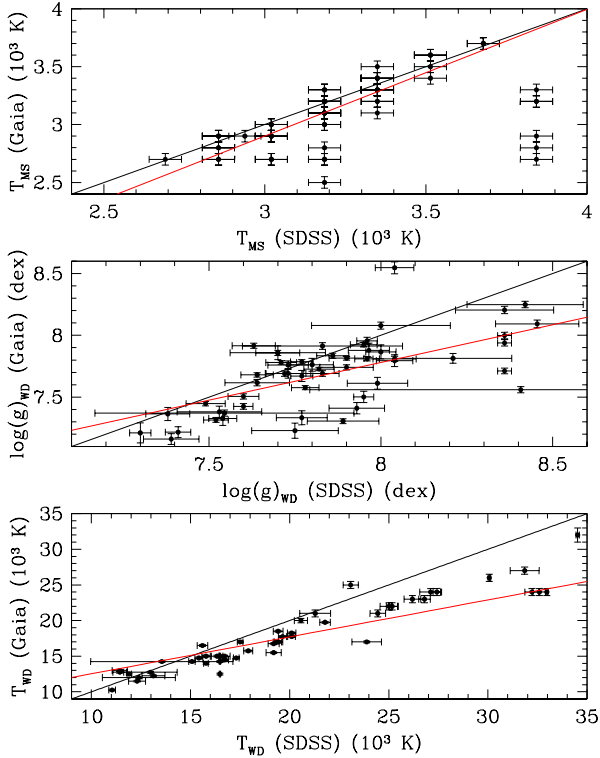 4
3.5
3
2.5
T_MS (Gaia) (10³ K)
2.5 3 3.5 4
T_MS (SDSS) (10³ K)
8.5
8
7.5
log(g)_WD (Gaia) (dex)
7.5 8 8.5
log(g)_WD (SDSS) (dex)
35
30
25
20
15
10
T_WD (Gaia) (10³ K)
10 15 20 25 30 35
T_WD (SDSS) (10³ K)